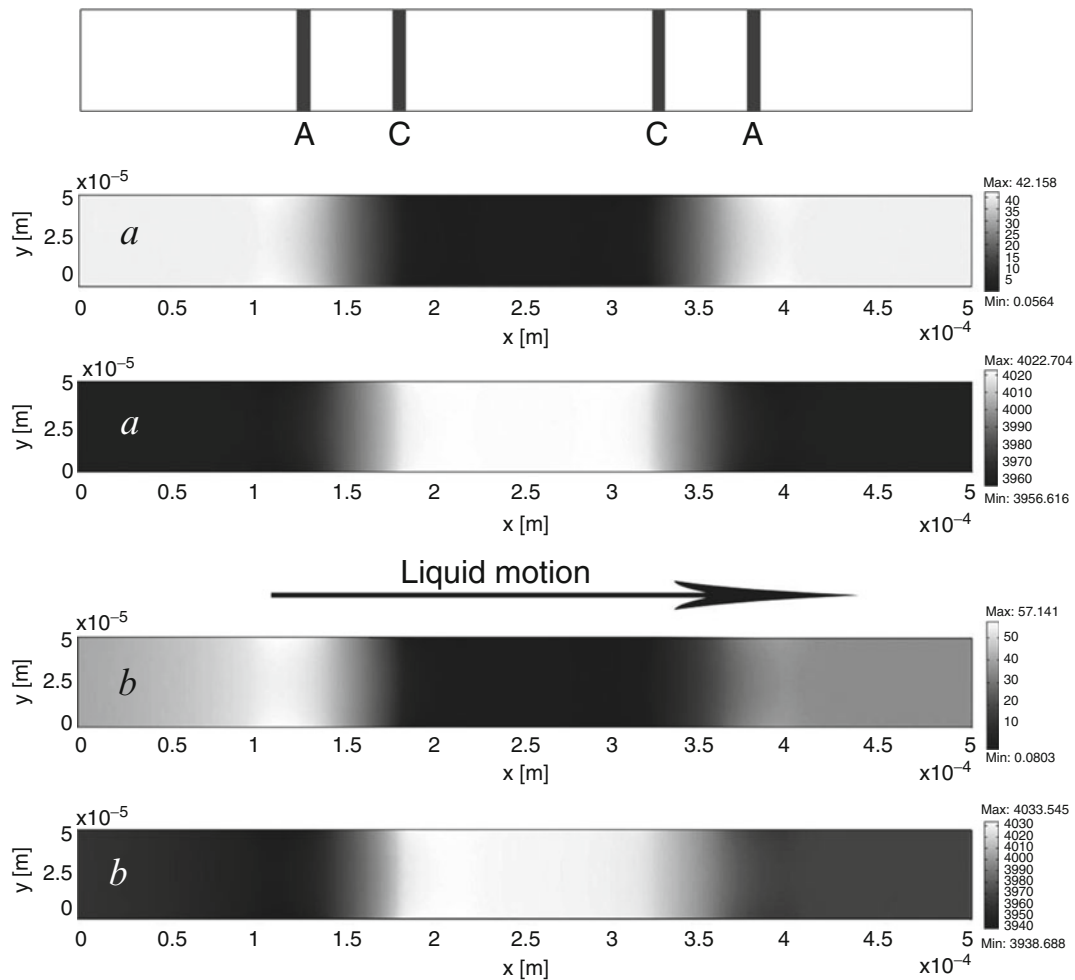 A C C A
x10⁻⁵
5
2.5
0
y [m]
a
0 0.5 1 1.5 2 2.5 3 3.5 4 4.5 5
x [m]
x10⁻⁴
Max: 42.158
40
35
30
25
20
15
10
5
Min: 0.0564
x10⁻⁵
5
2.5
0
y [m]
a
0 0.5 1 1.5 2 2.5 3 3.5 4 4.5 5
x [m]
x10⁻⁴
Max: 4022.704
4020
4010
4000
3990
3980
3970
3960
Min: 3956.616
Liquid motion
x10⁻⁵
5
2.5
0
y [m]
b
0 0.5 1 1.5 2 2.5 3 3.5 4 4.5 5
x [m]
x10⁻⁴
Max: 57.141
50
40
30
20
10
Min: 0.0803
x10⁻⁵
5
2.5
0
y [m]
b
0 0.5 1 1.5 2 2.5 3 3.5 4 4.5 5
x [m]
x10⁻⁴
Max: 4033.545
4030
4020
4010
4000
3990
3980
3970
3960
3950
3940
Min: 3938.688